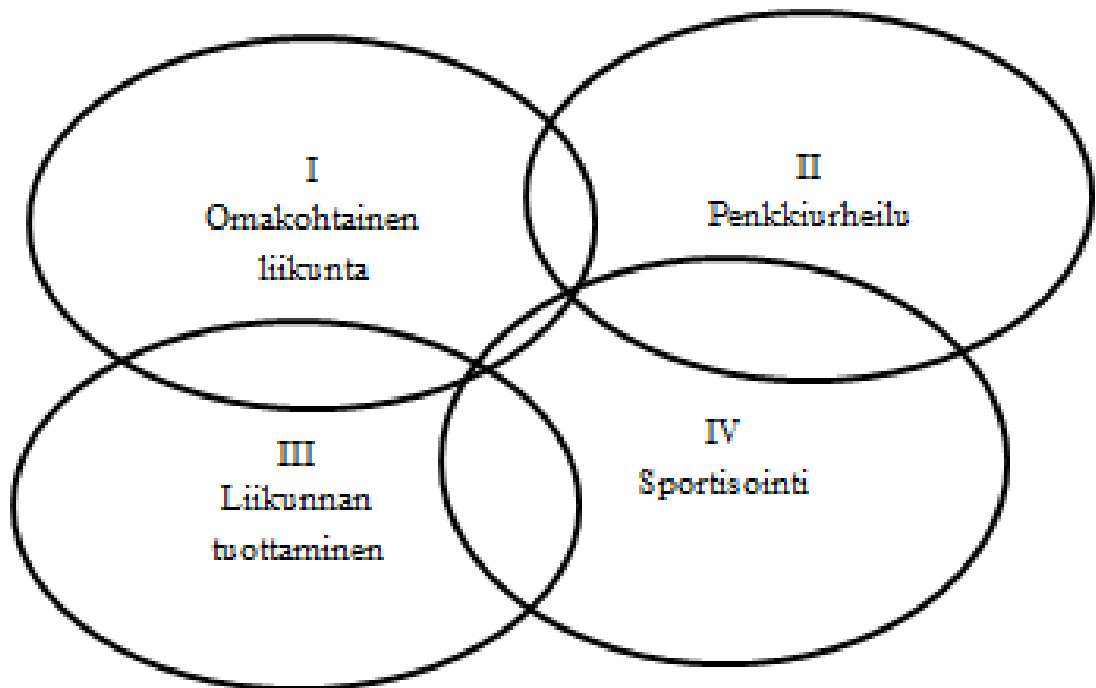 I
Omakohtainen
liikunta
II
Penkkiurheilu
III
Liikunnan
tuottaminen
IV
Sportisointi